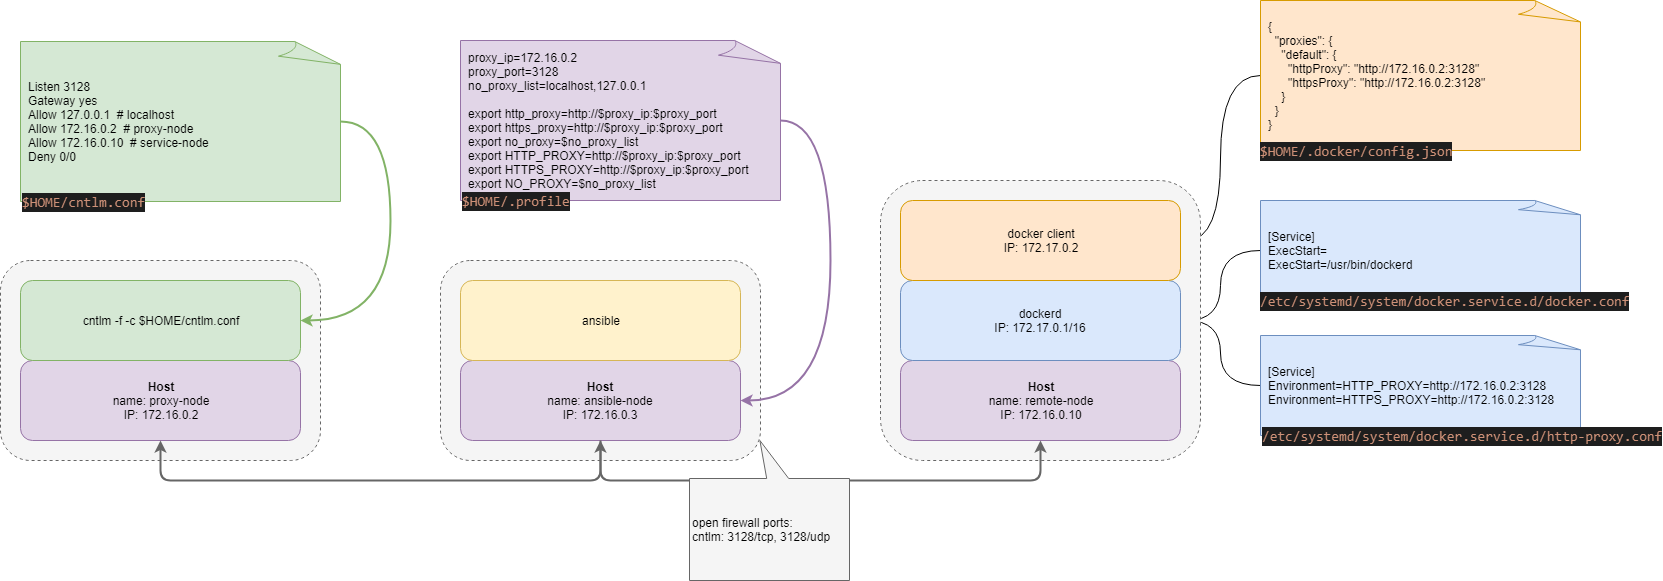 Listen 3128
Gateway yes
Allow 127.0.0.1  # localhost
Allow 172.16.0.2  # proxy-node
Allow 172.16.0.10  # service-node
Deny 0/0
$HOME/cntlm.conf
proxy_ip=172.16.0.2
proxy_port=3128
no_proxy_list=localhost,127.0.0.1
export http_proxy=http://$proxy_ip:$proxy_port
export https_proxy=http://$proxy_ip:$proxy_port
export no_proxy=$no_proxy_list
export HTTP_PROXY=http://$proxy_ip:$proxy_port
export HTTPS_PROXY=http://$proxy_ip:$proxy_port
export NO_PROXY=$no_proxy_list
$HOME/.profile
{
"proxies": {
"default": {
"httpProxy": "http://172.16.0.2:3128"
"httpsProxy": "http://172.16.0.2:3128"
}
}
}
$HOME/.docker/config.json
[Service]
ExecStart=
ExecStart=/usr/bin/dockerd
/etc/systemd/system/docker.service.d/docker.conf
[Service]
Environment=HTTP_PROXY=http://172.16.0.2:3128
Environment=HTTPS_PROXY=http://172.16.0.2:3128
/etc/systemd/system/docker.service.d/http-proxy.conf
cntlm -f -c $HOME/cntlm.conf
Host
name: proxy-node
IP: 172.16.0.2
ansible
Host
name: ansible-node
IP: 172.16.0.3
docker client
IP: 172.17.0.2
dockerd
IP: 172.17.0.1/16
Host
name: remote-node
IP: 172.16.0.10
open firewall ports:
cntlm: 3128/tcp, 3128/udp